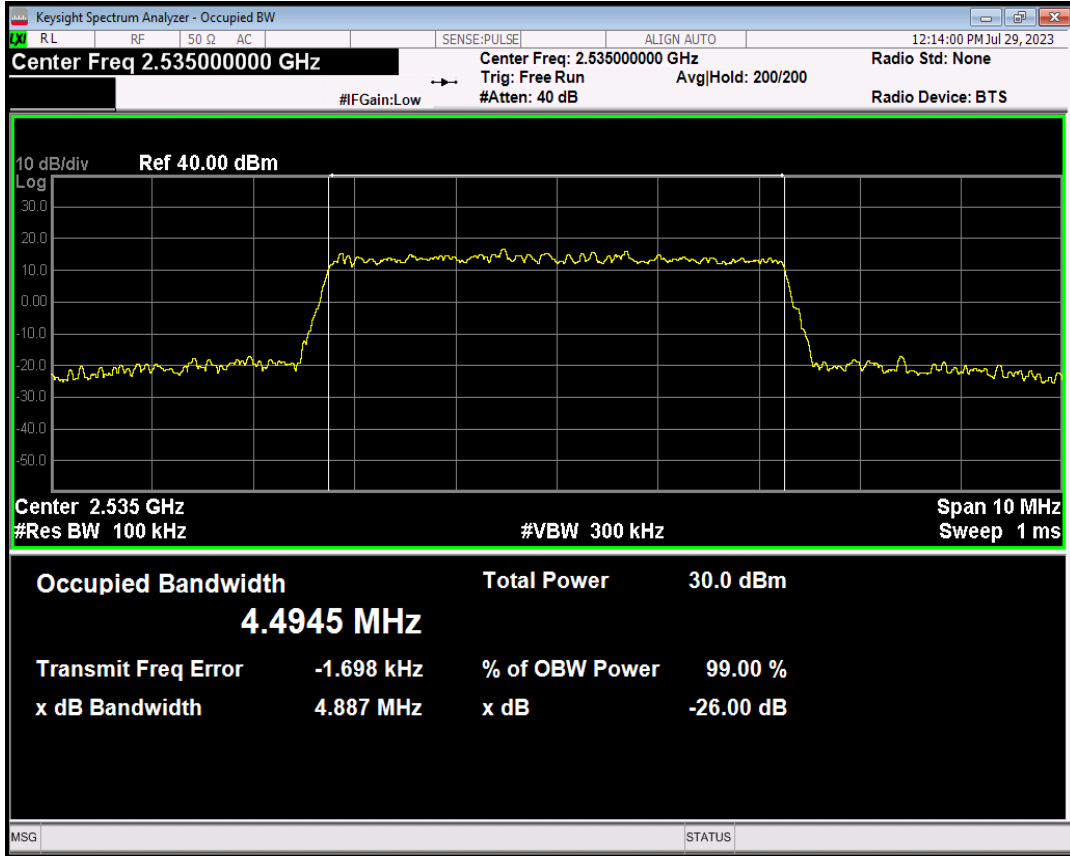 Keysight Spectrum Analyzer - Occupied BW
LXI RL RF 50 Ω AC SENSE:PULSE ALIGN AUTO 12:14:00 PM Jul 29, 2023
Center Freq 2.535000000 GHz Center Freq: 2.535000000 GHz Radio Std: None
Trig: Free Run Avg|Hold: 200/200
#IFGain:Low #Atten: 40 dB Radio Device: BTS
10 dB/div Ref 40.00 dBm
Log
30.0
20.0
10.0
0.00
-10.0
-20.0
-30.0
-40.0
-50.0
Center 2.535 GHz Span 10 MHz
#Res BW 100 kHz #VBW 300 kHz Sweep 1 ms
Occupied Bandwidth Total Power 30.0 dBm
4.4945 MHz
Transmit Freq Error -1.698 kHz % of OBW Power 99.00 %
x dB Bandwidth 4.887 MHz x dB -26.00 dB
MSG STATUS